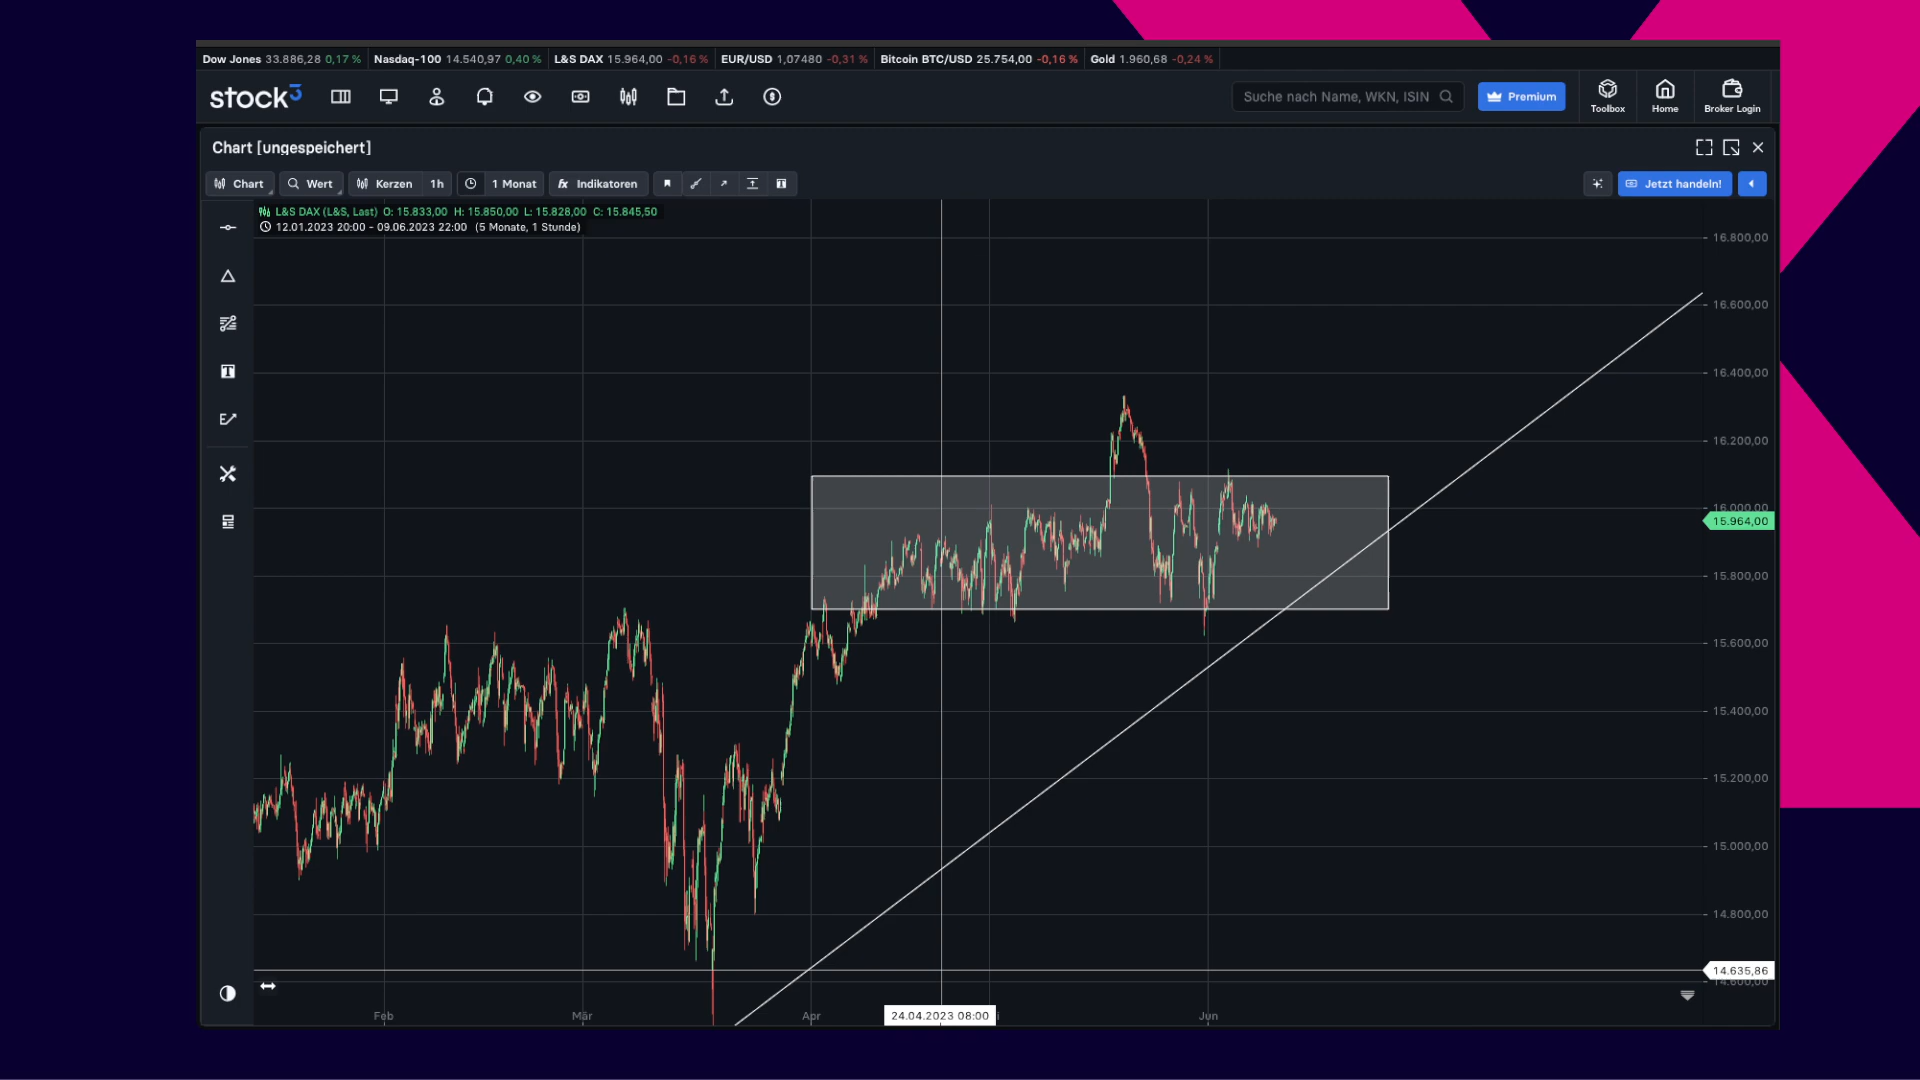 Dow Jones 33.886,28 0,17 % Nasdaq-100 14.540,97 0,40 % L&S DAX 15.964,00 -0,16 % EUR/USD 1,07480 -0,31 % Bitcoin BTC/USD 25.754,00 -0,16 % Gold 1.960,68 -0,24 %
stock3
Suche nach Name, WKN, ISIN
Premium
Toolbox
Home
Broker Login
Chart [ungespeichert]
Chart Wert Kerzen 1h 1 Monat fx Indikatoren
Jetzt handeln!
L&S DAX (L&S, Last) O: 15.833,00 H: 15.850,00 L: 15.828,00 C: 15.845,50
12.01.2023 20:00 - 09.06.2023 22:00 (5 Monate, 1 Stunde)
16.800,00
16.600,00
16.400,00
16.200,00
16.000,00
15.964,00
15.800,00
15.600,00
15.400,00
15.200,00
15.000,00
14.800,00
14.635,86
14.600,00
Feb
Mär
Apr
24.04.2023 08:00
Jun